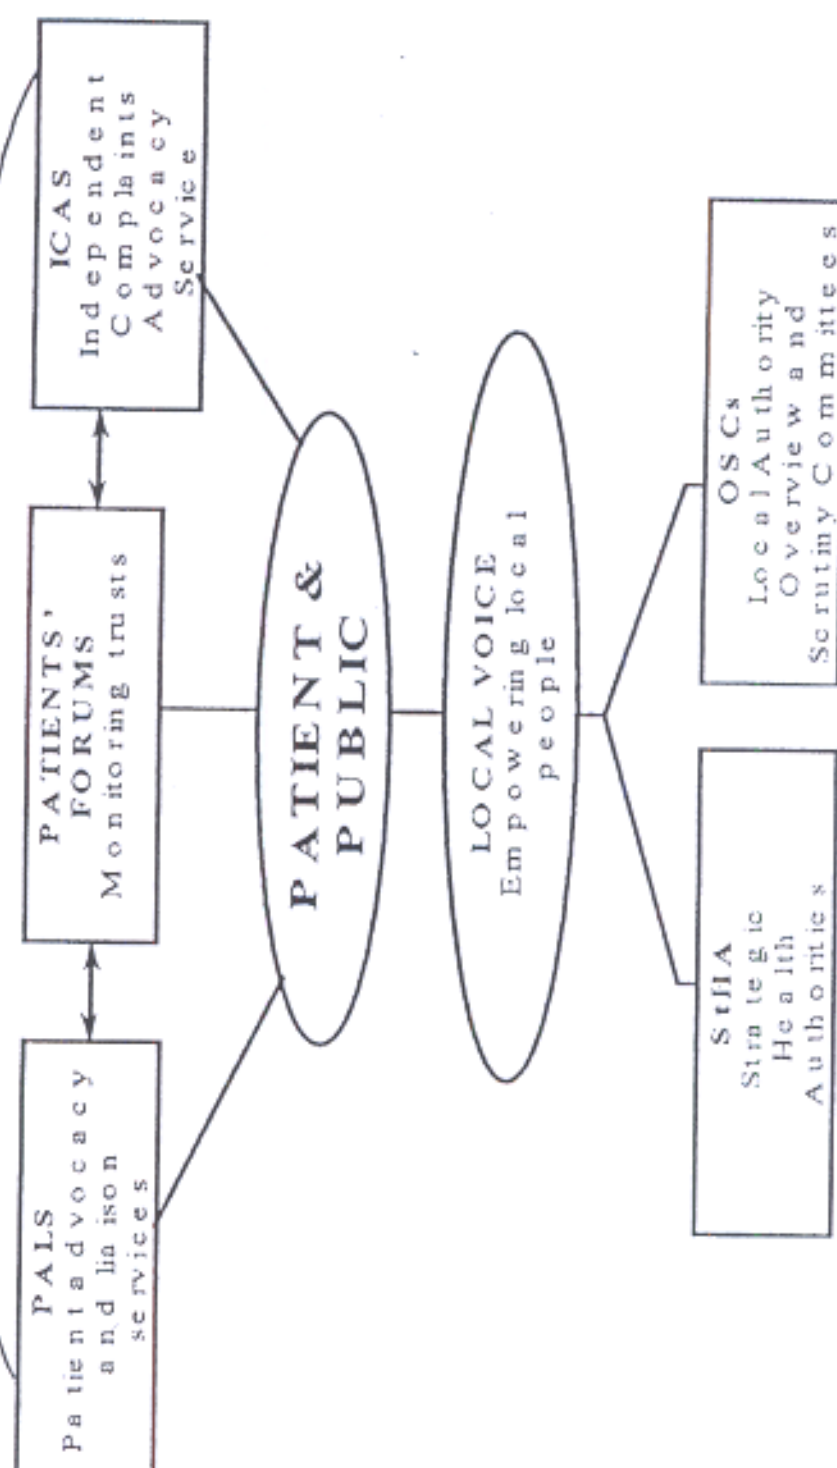 PALS
Patient advocacy
and liaison
services
PATIENTS'
FORUMS
Monitoring trusts
ICAS
Independent
Complaints
Advocacy
Service
PATIENT &
PUBLIC
LOCAL VOICE
Empowering local
people
StHA
Strategic
Health
Authorities
OSCs
Local Authority
Overview and
Scrutiny Committees